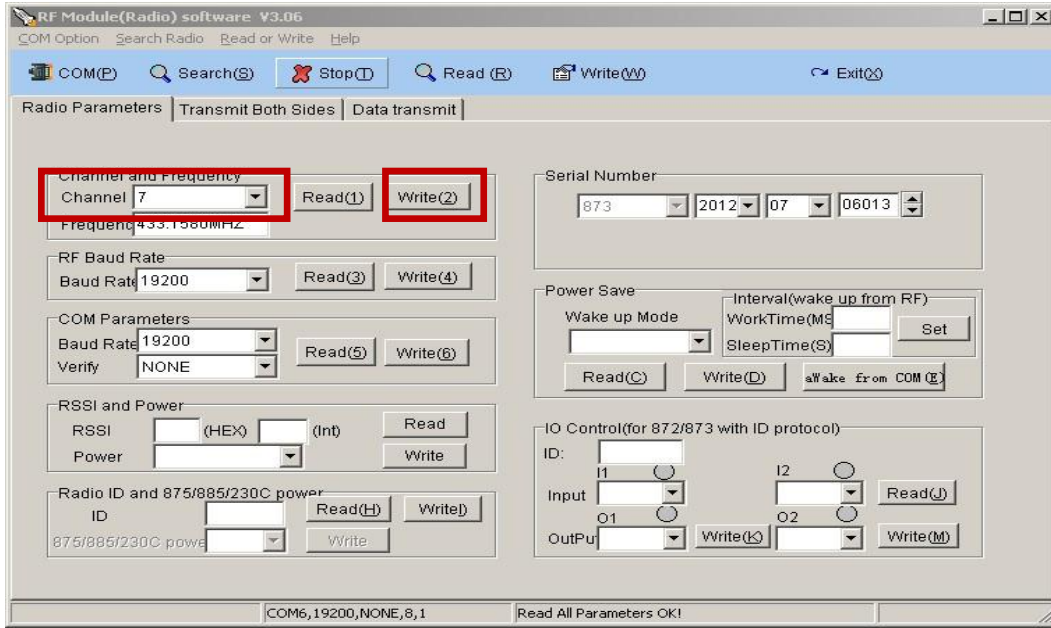 RF Module(Radio) software V3.06
COM Option Search Radio Read or Write Help
COM(P) Search(S) Stop(T) Read (R) Write(W) Exit(X)
Radio Parameters Transmit Both Sides Data transmit
Channel and Frequency
Channel 7 Read(1) Write(2)
Frequenc 433.1580MHZ
RF Baud Rate
Baud Rate 19200 Read(3) Write(4)
COM Parameters
Baud Rate 19200
Verify NONE
Read(5) Write(6)
RSSI and Power
RSSI (HEX) (Int) Read
Power Write
Radio ID and 875/885/230C power
ID Read(H) WriteI)
875/885/230C powe Write
Serial Number
873 2012 07 06013
Power Save
Wake up Mode
Interval(wake up from RF)
WorkTime(MS
SleepTime(S)
Set
Read(C) Write(D) aWake from COM(E)
IO Control(for 872/873 with ID protocol)
ID:
I1 I2
Input Read(J)
O1 O2
OutPut Write(K) Write(M)
COM6,19200,NONE,8,1 Read All Parameters OK!